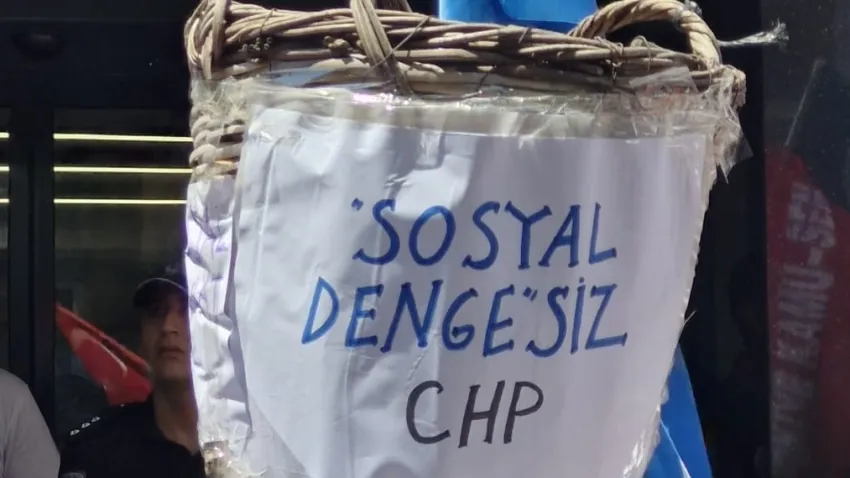 "SOSYAL
DENGE"SİZ
CHP